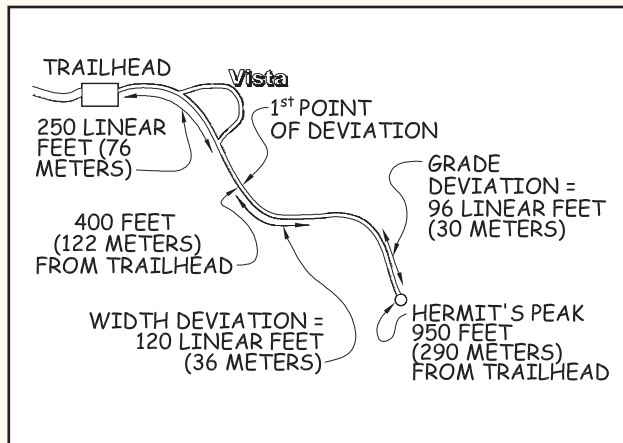 TRAILHEAD
Vista
250 LINEAR
FEET (76
METERS)
1st POINT
OF DEVIATION
GRADE
DEVIATION =
96 LINEAR FEET
(30 METERS)
400 FEET
(122 METERS)
FROM TRAILHEAD
WIDTH DEVIATION =
120 LINEAR FEET
(36 METERS)
HERMIT'S PEAK
950 FEET
(290 METERS)
FROM TRAILHEAD